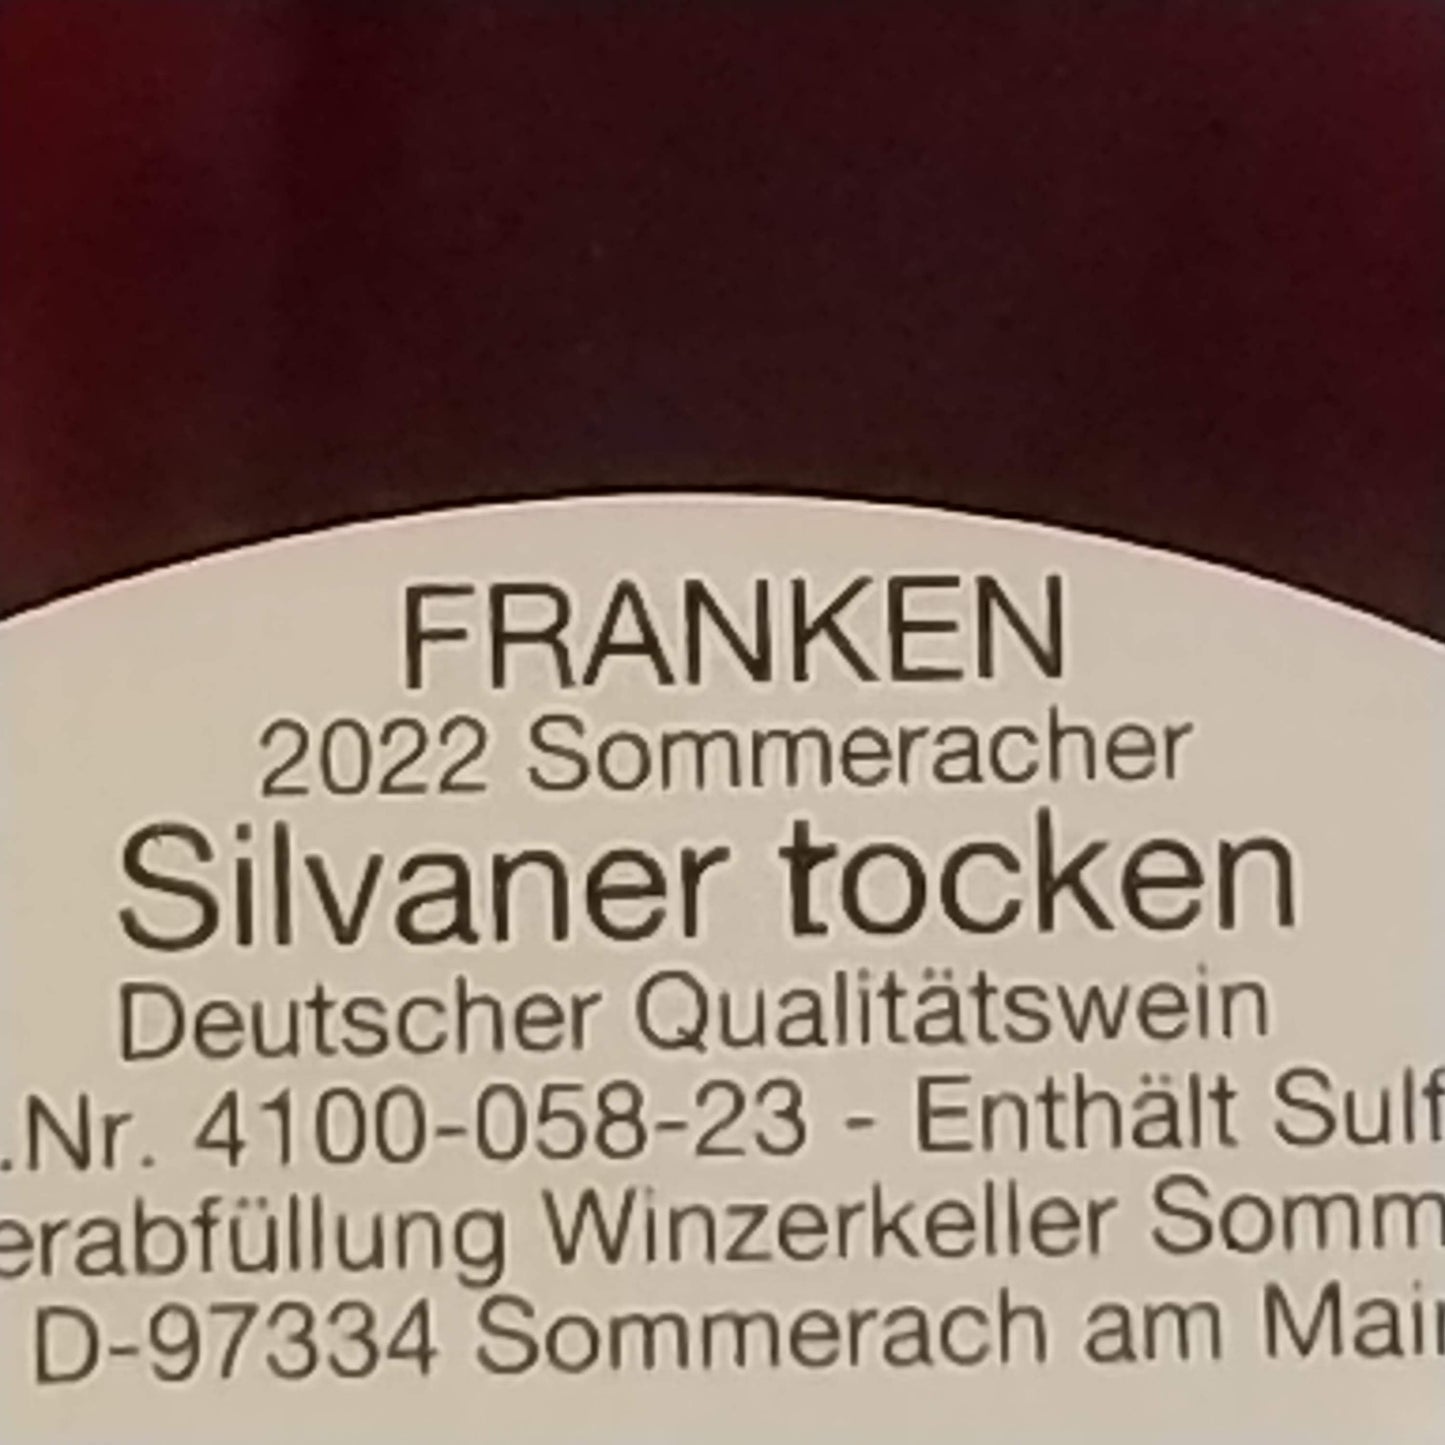 FRANKEN
2022 Sommeracher
Silvaner tocken
Deutscher Qualitätswein
.Nr. 4100-058-23 - Enthält Sulf
erabfüllung Winzerkeller Somm
D-97334 Sommerach am Main